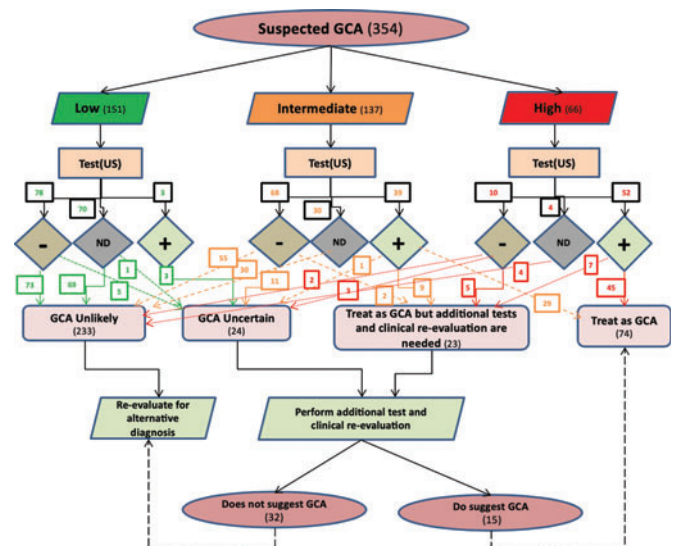 Suspected GCA (354)
Low (151)
Intermediate (137)
High (66)
Test(US)
Test(US)
Test(US)
78
3
68
39
10
52
70
30
4
-
ND
+
-
ND
+
-
ND
+
73
69
1
5
3
55
30
11
1
2
9
2
3
5
4
7
45
29
GCA Unlikely
(233)
GCA Uncertain
(24)
Treat as GCA but additional tests
and clinical re-evaluation are
needed (23)
Treat as GCA
(74)
Re-evaluate for
alternative
diagnosis
Perform additional test and
clinical re-evaluation
Does not suggest GCA
(32)
Do suggest GCA
(15)